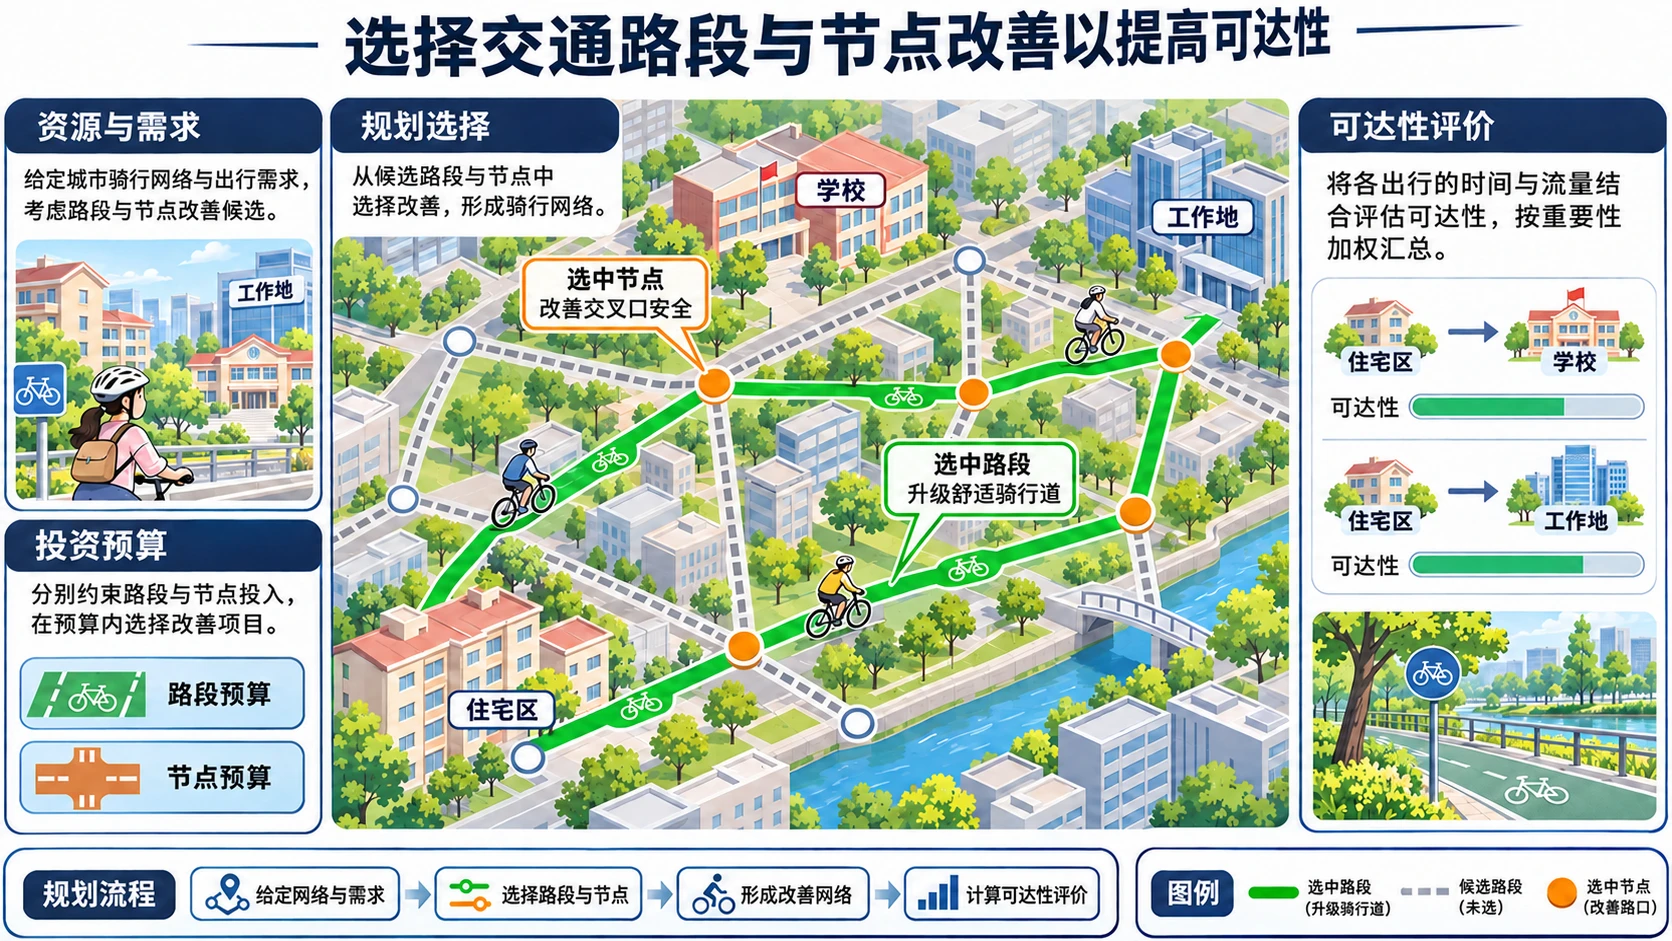 选择交通路段与节点改善以提高可达性
资源与需求
给定城市骑行网络与出行需求，
考虑路段与节点改善候选。
工作地
投资预算
分别约束路段与节点投入，
在预算内选择改善项目。
路段预算
节点预算
规划选择
从候选路段与节点中
选择改善，形成骑行网络。
学校
工作地
选中节点
改善交叉口安全
选中路段
升级舒适骑行道
住宅区
可达性评价
将各出行的时间与流量结
合评估可达性，按重要性
加权汇总。
住宅区
学校
可达性
住宅区
工作地
可达性
规划流程
给定网络与需求
选择路段与节点
形成改善网络
计算可达性评价
图例
选中路段
（升级骑行道）
候选路段
（未选）
选中节点
（改善路口）